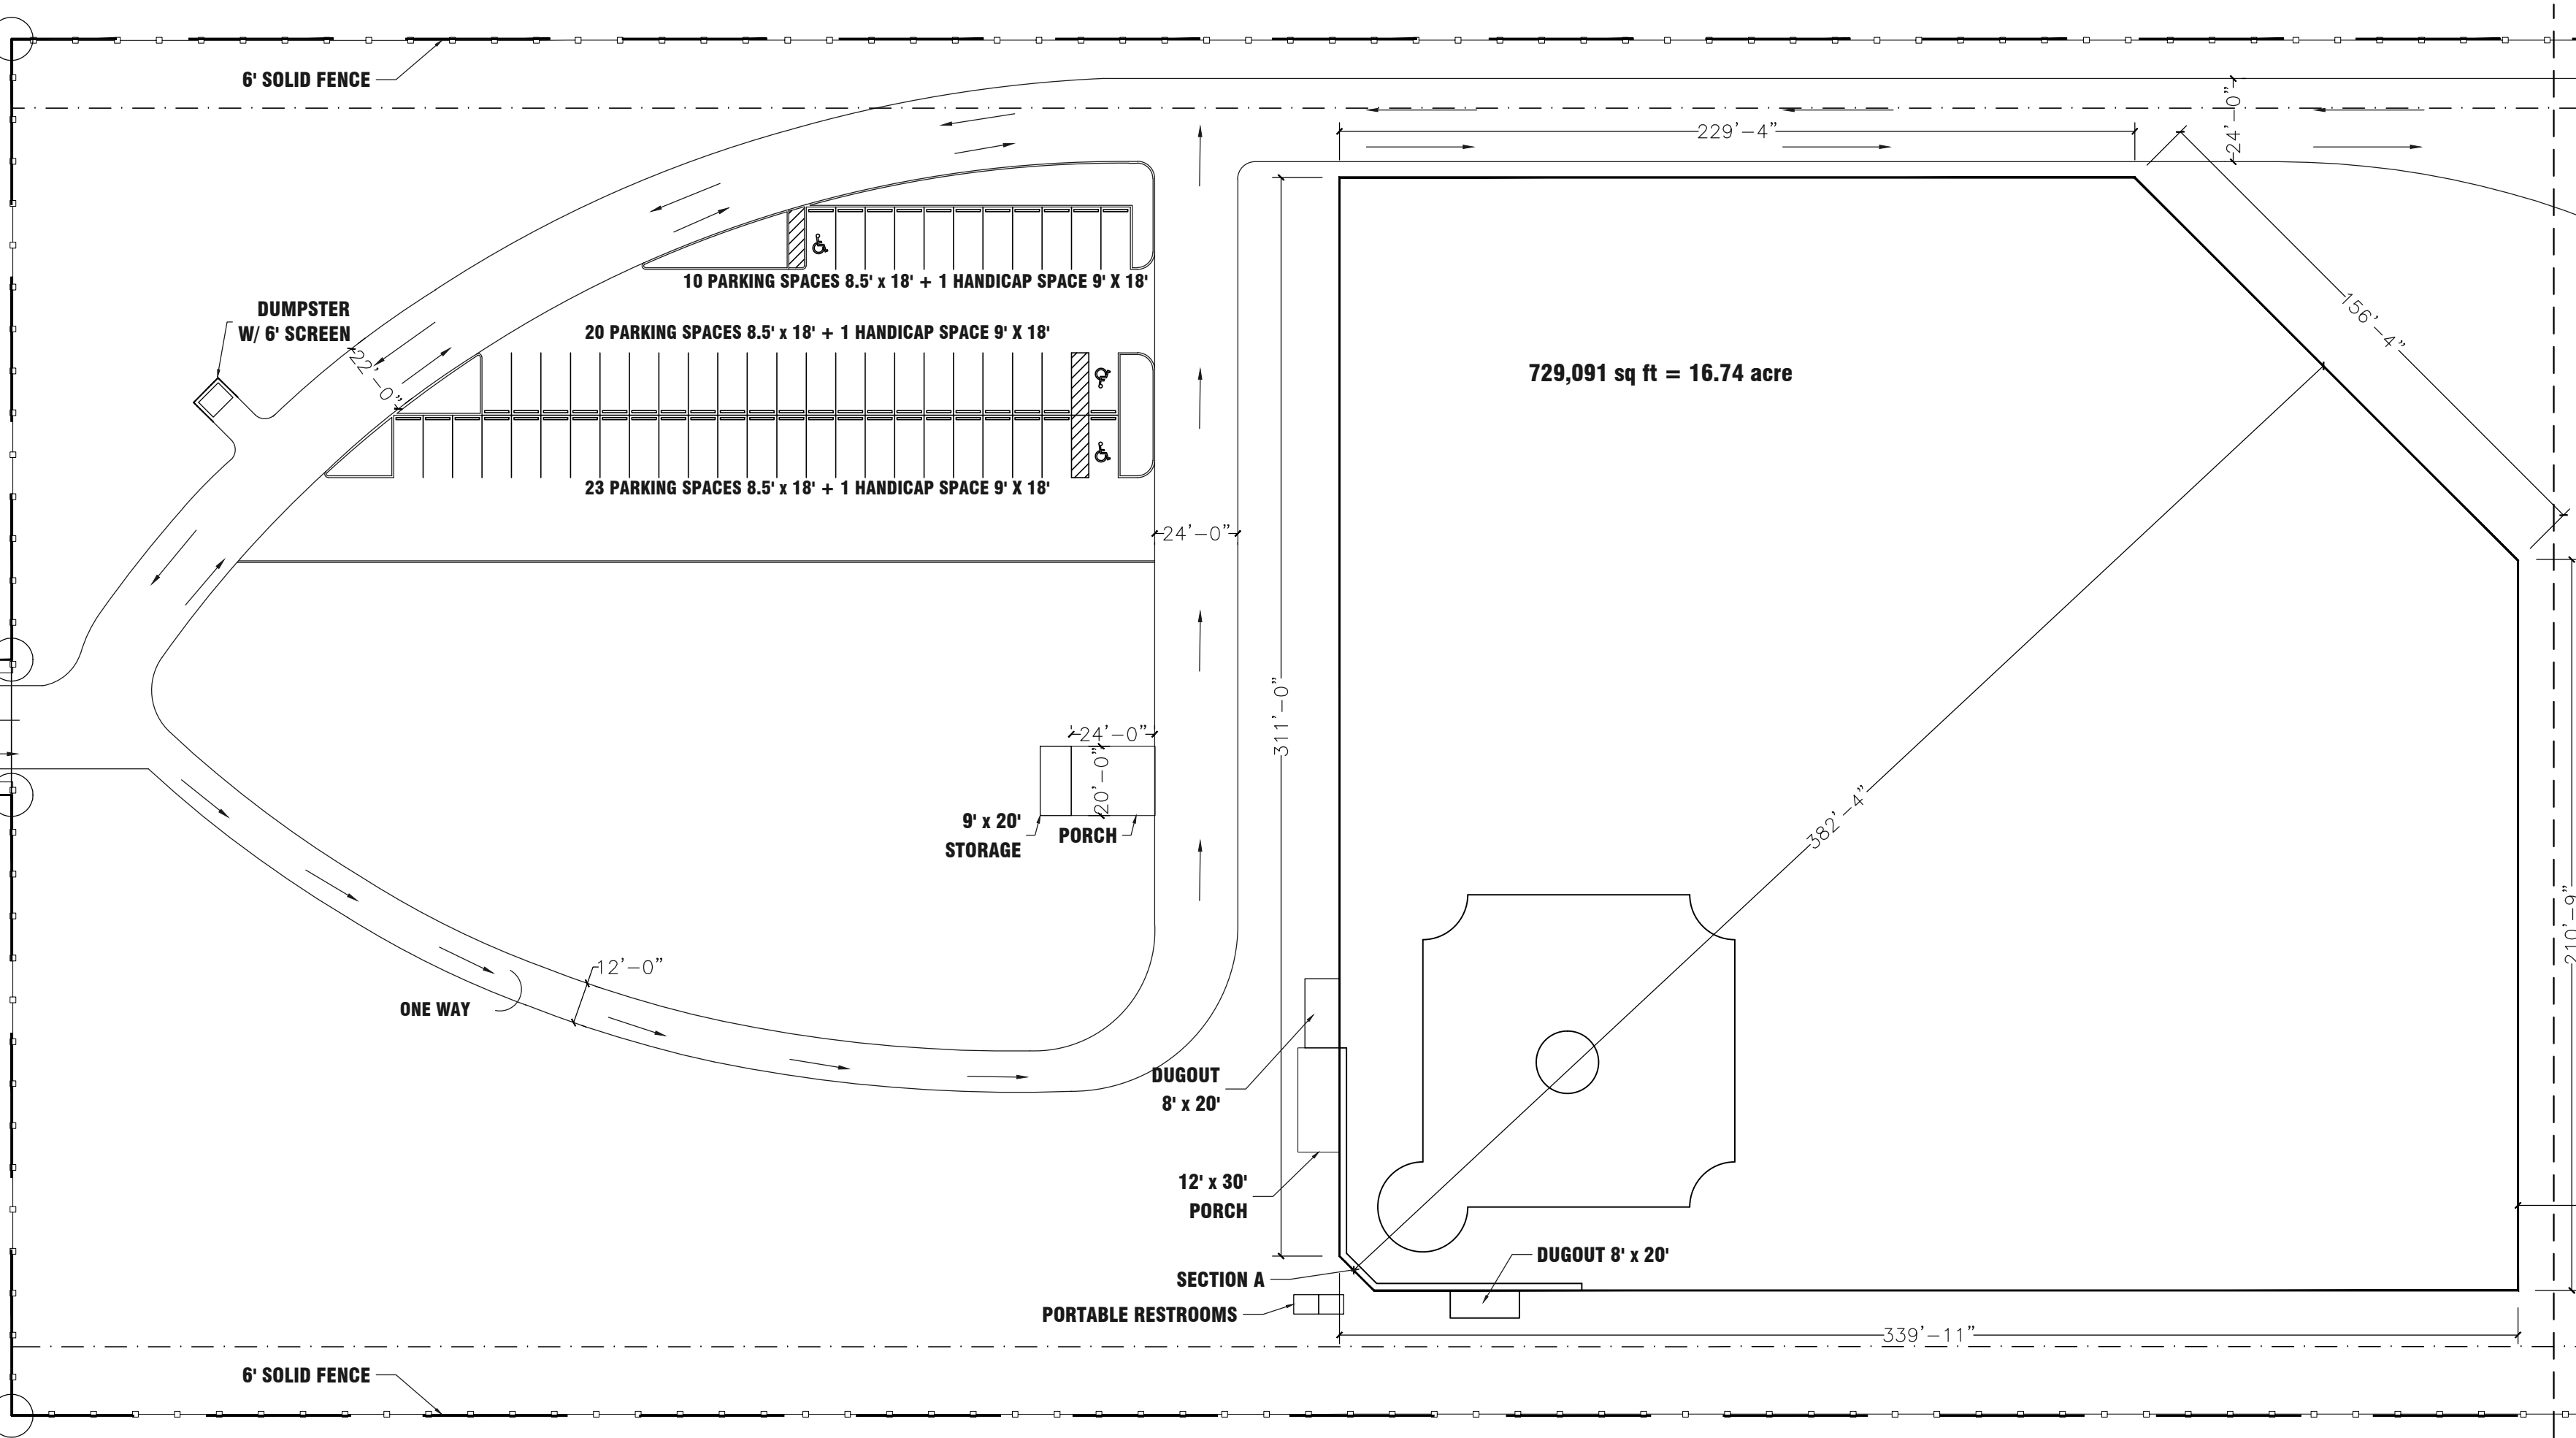 6' SOLID FENCE
24'-0"
229'-4"
10 PARKING SPACES 8.5' x 18' + 1 HANDICAP SPACE 9' X 18'
DUMPSTER
W/ 6' SCREEN
20 PARKING SPACES 8.5' x 18' + 1 HANDICAP SPACE 9' X 18'
156'-4"
22'-0"
729,091 sq ft = 16.74 acre
23 PARKING SPACES 8.5' x 18' + 1 HANDICAP SPACE 9' X 18'
24'-0"
311'-0"
24'-0"
20'-0"
9' x 20'
STORAGE
PORCH
382'-4"
210'-9"
12'-0"
ONE WAY
DUGOUT
8' x 20'
12' x 30'
PORCH
DUGOUT 8' x 20'
SECTION A
PORTABLE RESTROOMS
339'-11"
6' SOLID FENCE